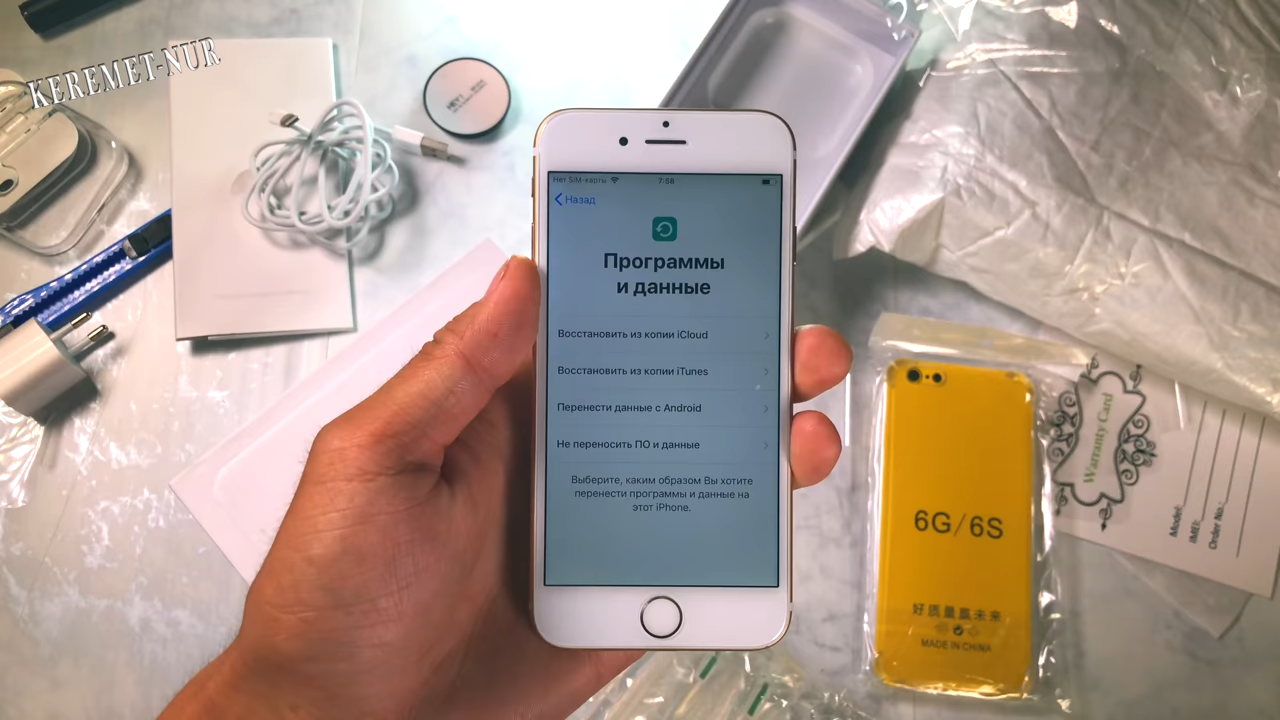 KEREMET-NUR
Нет SIM-карты
7:58
Назад
Программы
и данные
Восстановить из копии iCloud
Восстановить из копии iTunes
Перенести данные с Android
Не переносить ПО и данные
Выберите, каким образом Вы хотите
перенести программы и данные на
этот iPhone.
6G/6S
好质量赢未来
MADE IN CHINA
Warranty Card
Model:
IMEI:
Order No.: